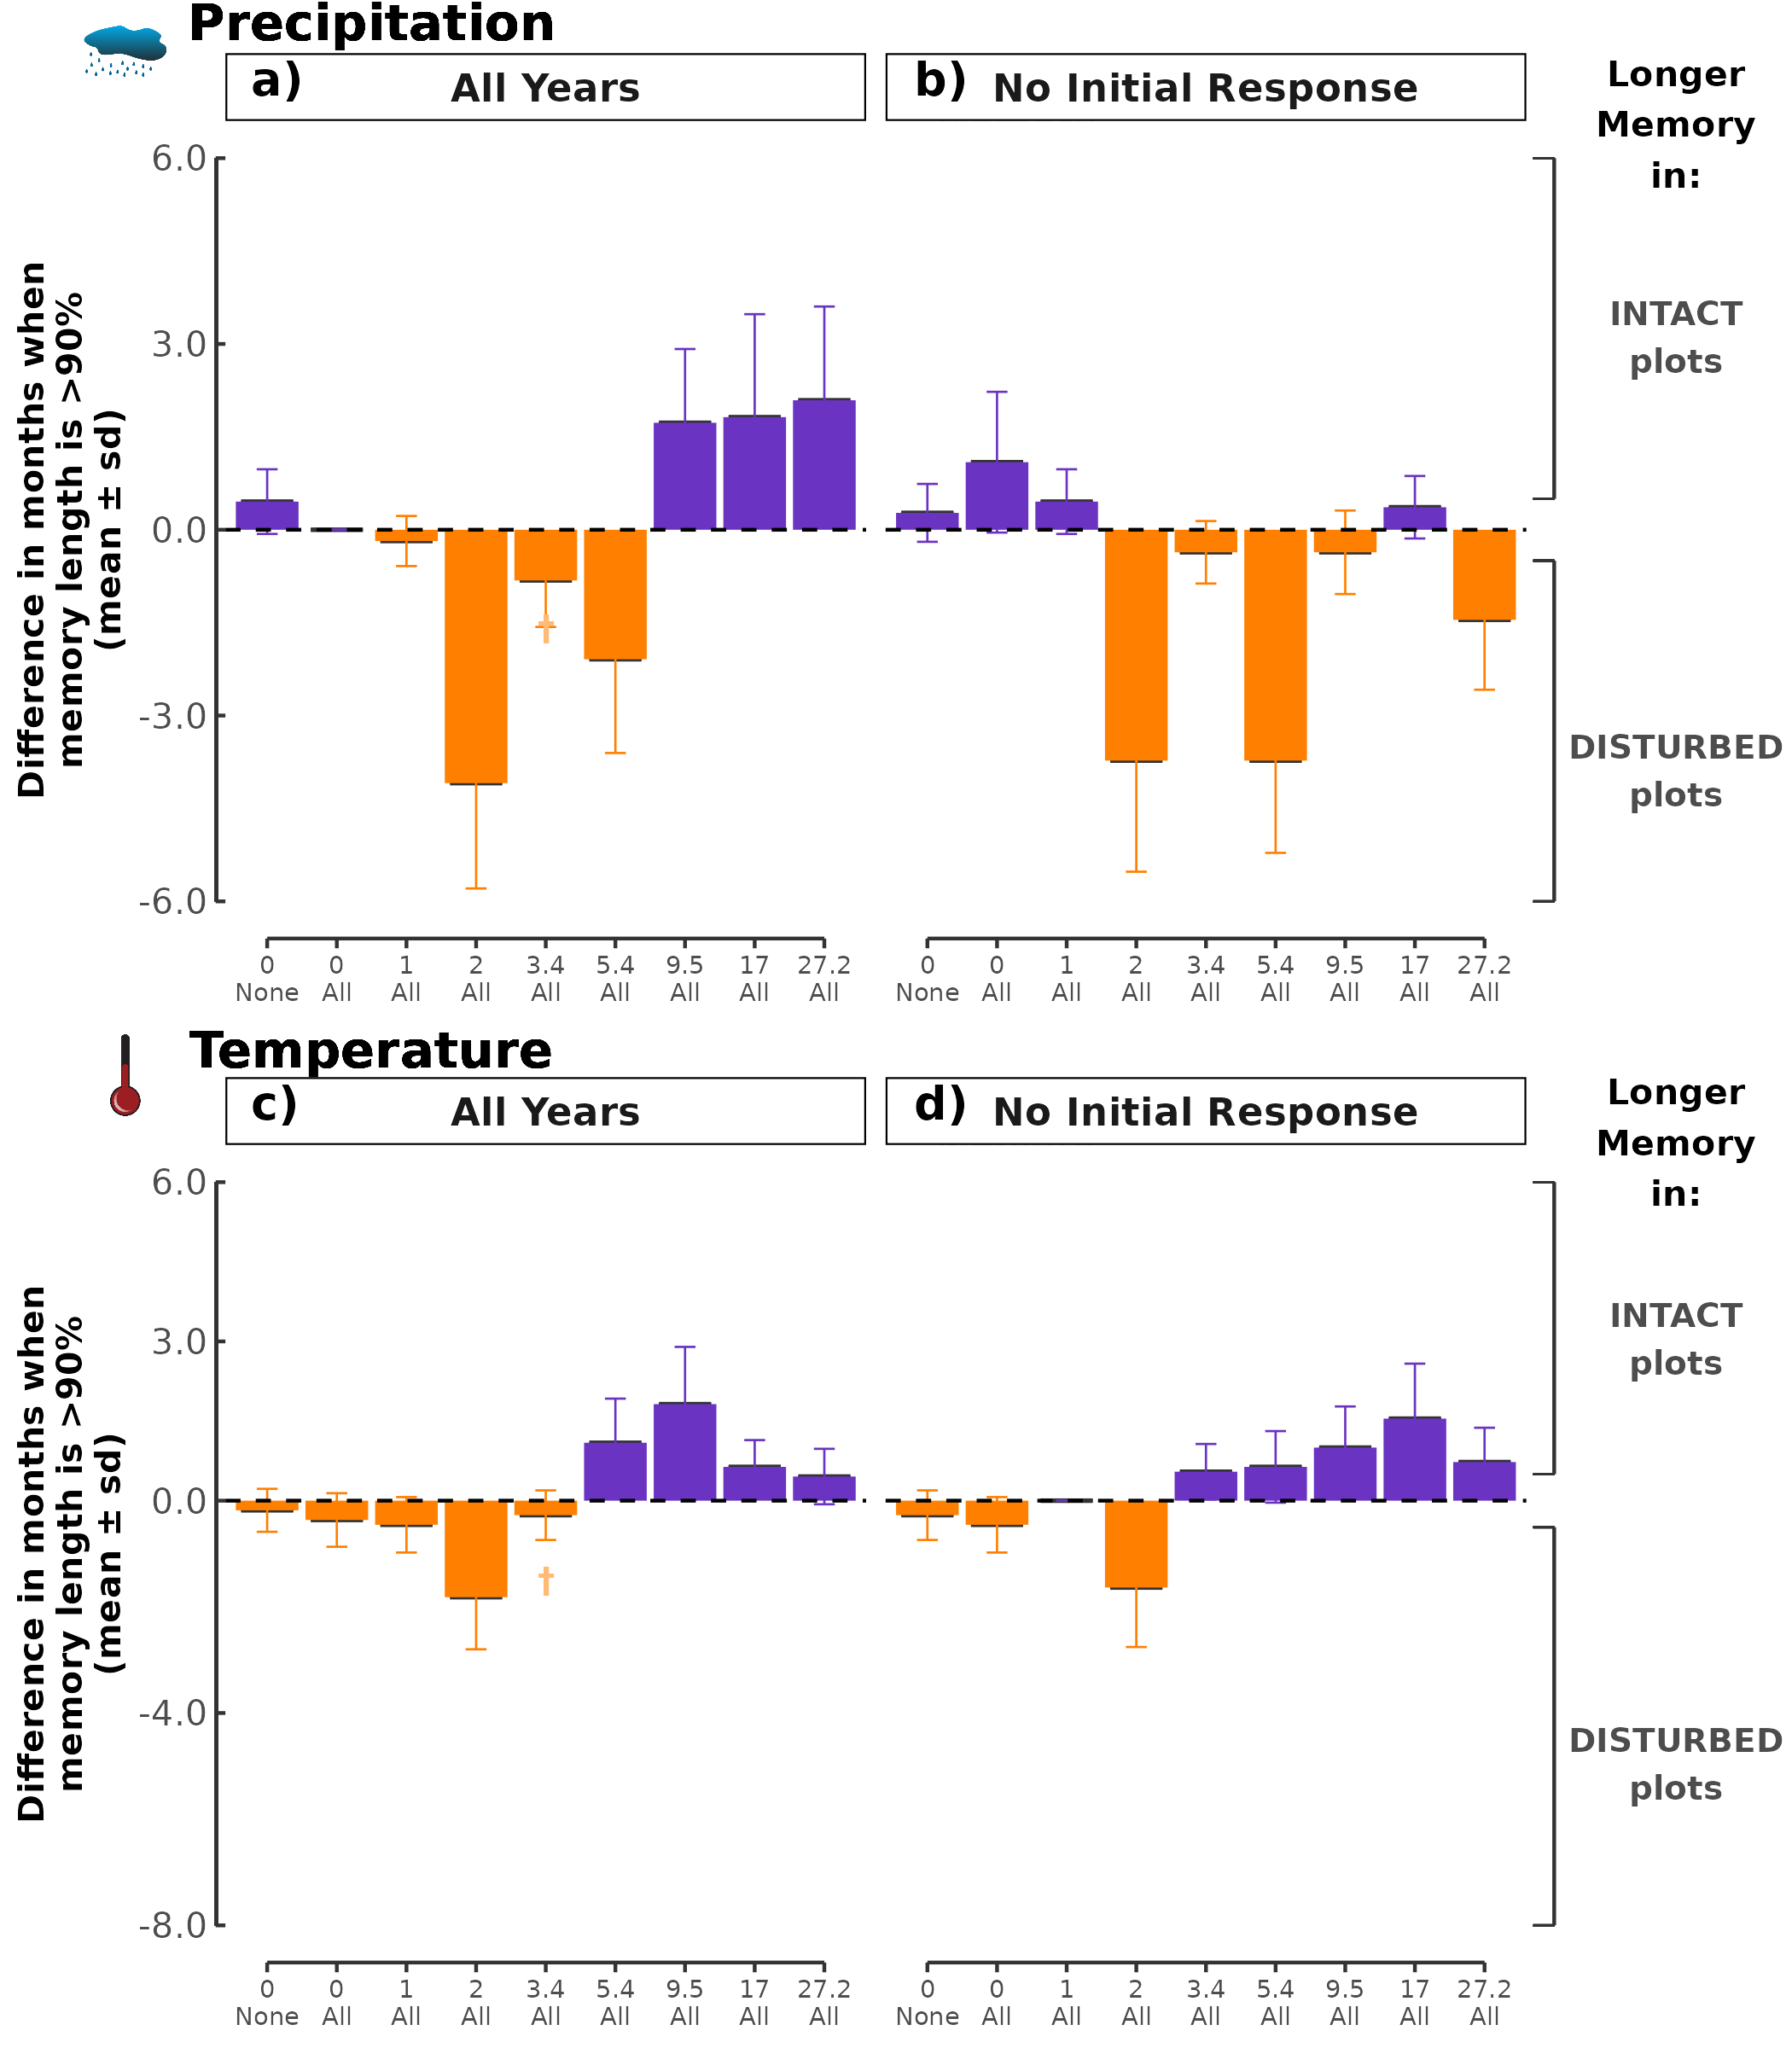 Precipitation
a) All Years
b) No Initial Response
Longer
Memory
in:
INTACT
plots
DISTURBED
plots
Difference in months when
memory length is >90%
(mean ± sd)
6.0
3.0
0.0
-3.0
-6.0
†
0 0 1 2 3.4 5.4 9.5 17 27.2
None All All All All All All All All
0 0 1 2 3.4 5.4 9.5 17 27.2
None All All All All All All All All
Temperature
c) All Years
d) No Initial Response
Longer
Memory
in:
INTACT
plots
DISTURBED
plots
Difference in months when
memory length is >90%
(mean ± sd)
6.0
3.0
0.0
-4.0
-8.0
†
0 0 1 2 3.4 5.4 9.5 17 27.2
None All All All All All All All All
0 0 1 2 3.4 5.4 9.5 17 27.2
None All All All All All All All All